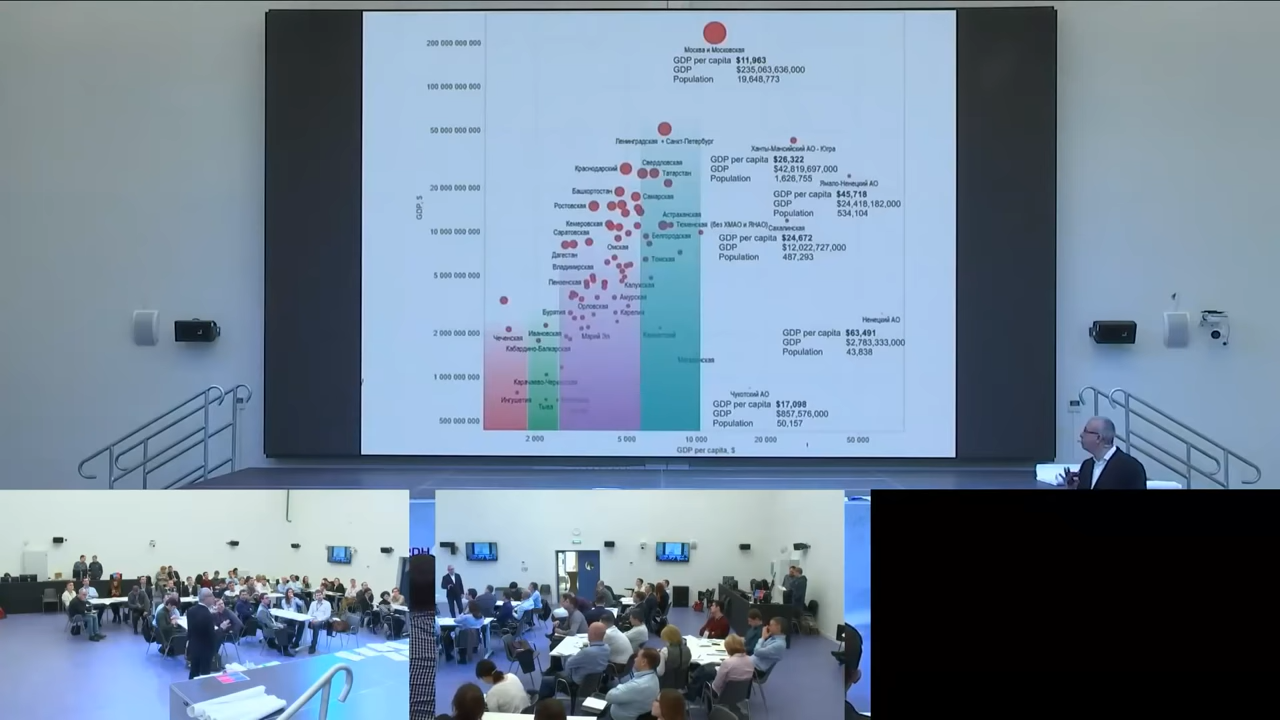 200 000 000 000
Москва и Московская
GDP per capita $11,963
GDP $235,063,636,000
Population 19,648,773
100 000 000 000
50 000 000 000
Ленинградская + Санкт-Петербург
Ханты-Мансийский АО - Югра
GDP per capita $26,322
GDP $42,819,697,000
Population 1,626,755
Краснодарский
Свердловская
Татарстан
Ямало-Ненецкий АО
GDP per capita $45,718
GDP $24,418,182,000
Population 534,104
20 000 000 000
Башкортостан
Самарская
Ростовская
GDP, $
Астраханская
Кемеровская
Тюменская (без ХМАО и ЯНАО)
Сахалинская
GDP per capita $24,672
GDP $12,022,727,000
Population 487,293
10 000 000 000
Саратовская
Белгородская
Омская
Дагестан
Томская
Владимирская
5 000 000 000
Пензенская
Калужская
Амурская
Орловская
Бурятия
Карелия
Ненецкий АО
GDP per capita $63,491
GDP $2,783,333,000
Population 43,838
2 000 000 000
Чеченская
Ивановская
Марий Эл
Камчатский
Кабардино-Балкарская
Магаданская
1 000 000 000
Карачаево-Черкесская
Чукотский АО
GDP per capita $17,098
GDP $857,576,000
Population 50,157
Ингушетия
Тыва
500 000 000
2 000
5 000
10 000
20 000
50 000
GDP per capita, $